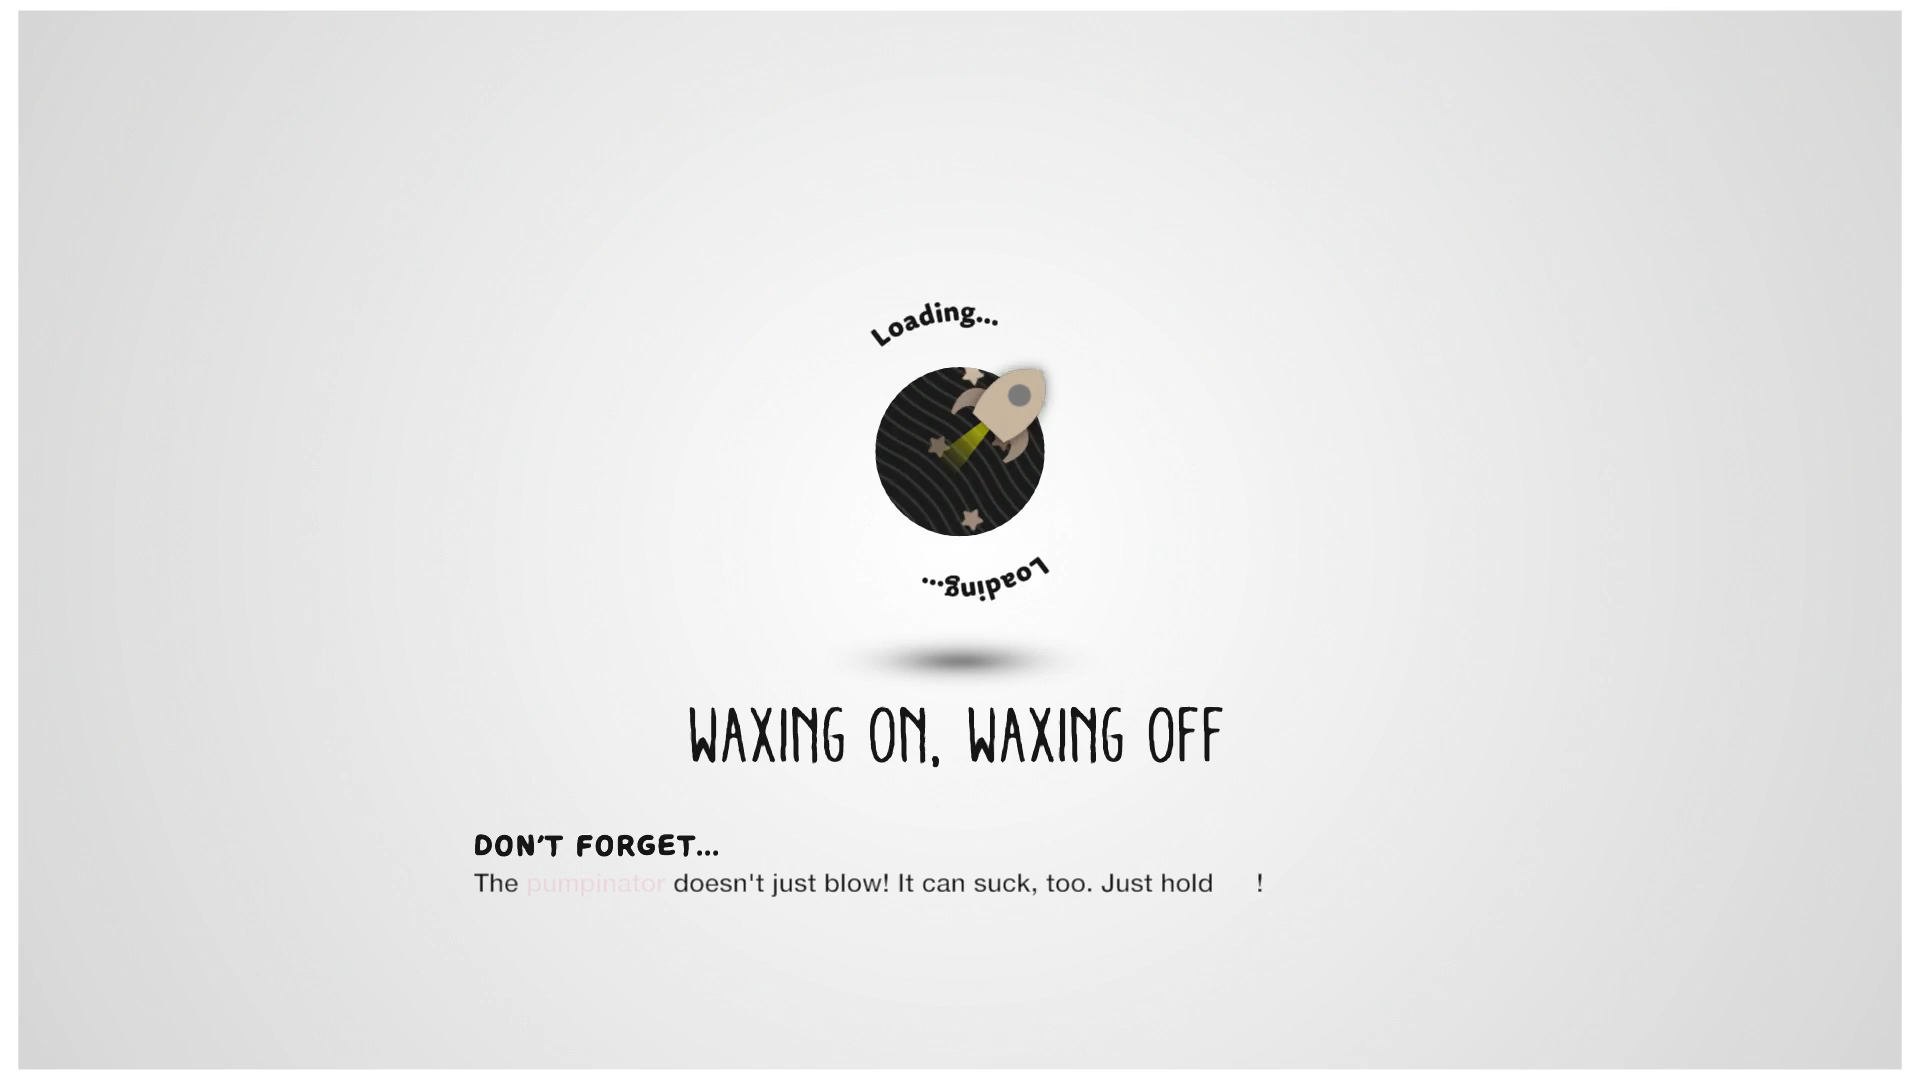 Loading...
Loading...
WAXING ON, WAXING OFF
DON'T FORGET...
The pumpinator doesn't just blow! It can suck, too. Just hold !